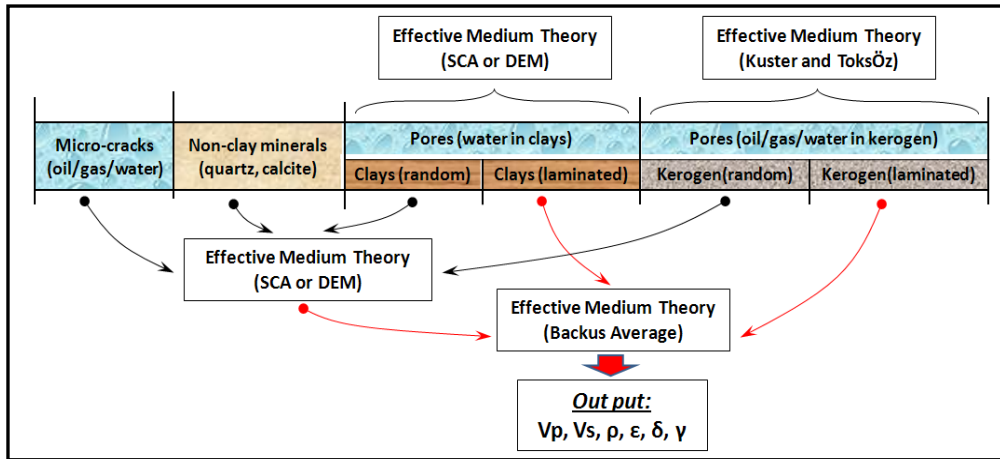 Effective Medium Theory
(SCA or DEM)
Effective Medium Theory
(Kuster and ToksÖz)
Micro-cracks
(oil/gas/water)
Non-clay minerals
(quartz, calcite)
Pores (water in clays)
Clays (random)
Clays (laminated)
Pores (oil/gas/water in kerogen)
Kerogen(random)
Kerogen(laminated)
Effective Medium Theory
(SCA or DEM)
Effective Medium Theory
(Backus Average)
Out put:
Vp, Vs, ρ, ε, δ, γ